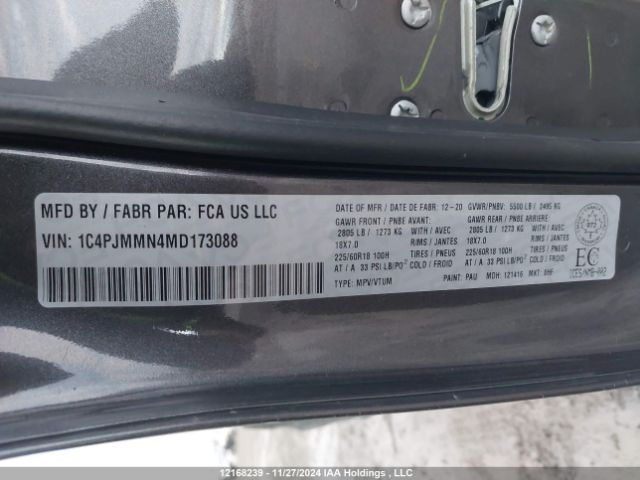 MFD BY / FABR PAR: FCA US LLC
VIN: 1C4PJMMN4MD173088
DATE OF MFR / DATE DE FABR: 12-20 GVWR/PNBV: 5500 LB / 2495 KG
GAWR FRONT / PNBE AVANT: GAWR REAR / PNBE ARRIERE:
2805 LB / 1273 KG WITH / AVEC 2805 LB / 1273 KG WITH / AVEC
18X7.0 RIMS / JANTES 18X7.0 RIMS / JANTES
225/60R18 100H TIRES / PNEUS 225/60R18 100H TIRES / PNEUS
AT / A 33 PSI LB/PO² COLD / FROID AT / A 33 PSI LB/PO² COLD / FROID
TYPE: MPV/VTUM PAINT: PAU MDH: 121416 MKT: BHF
972
EC
12168239 - 11/27/2024 IAA Holdings , LLC